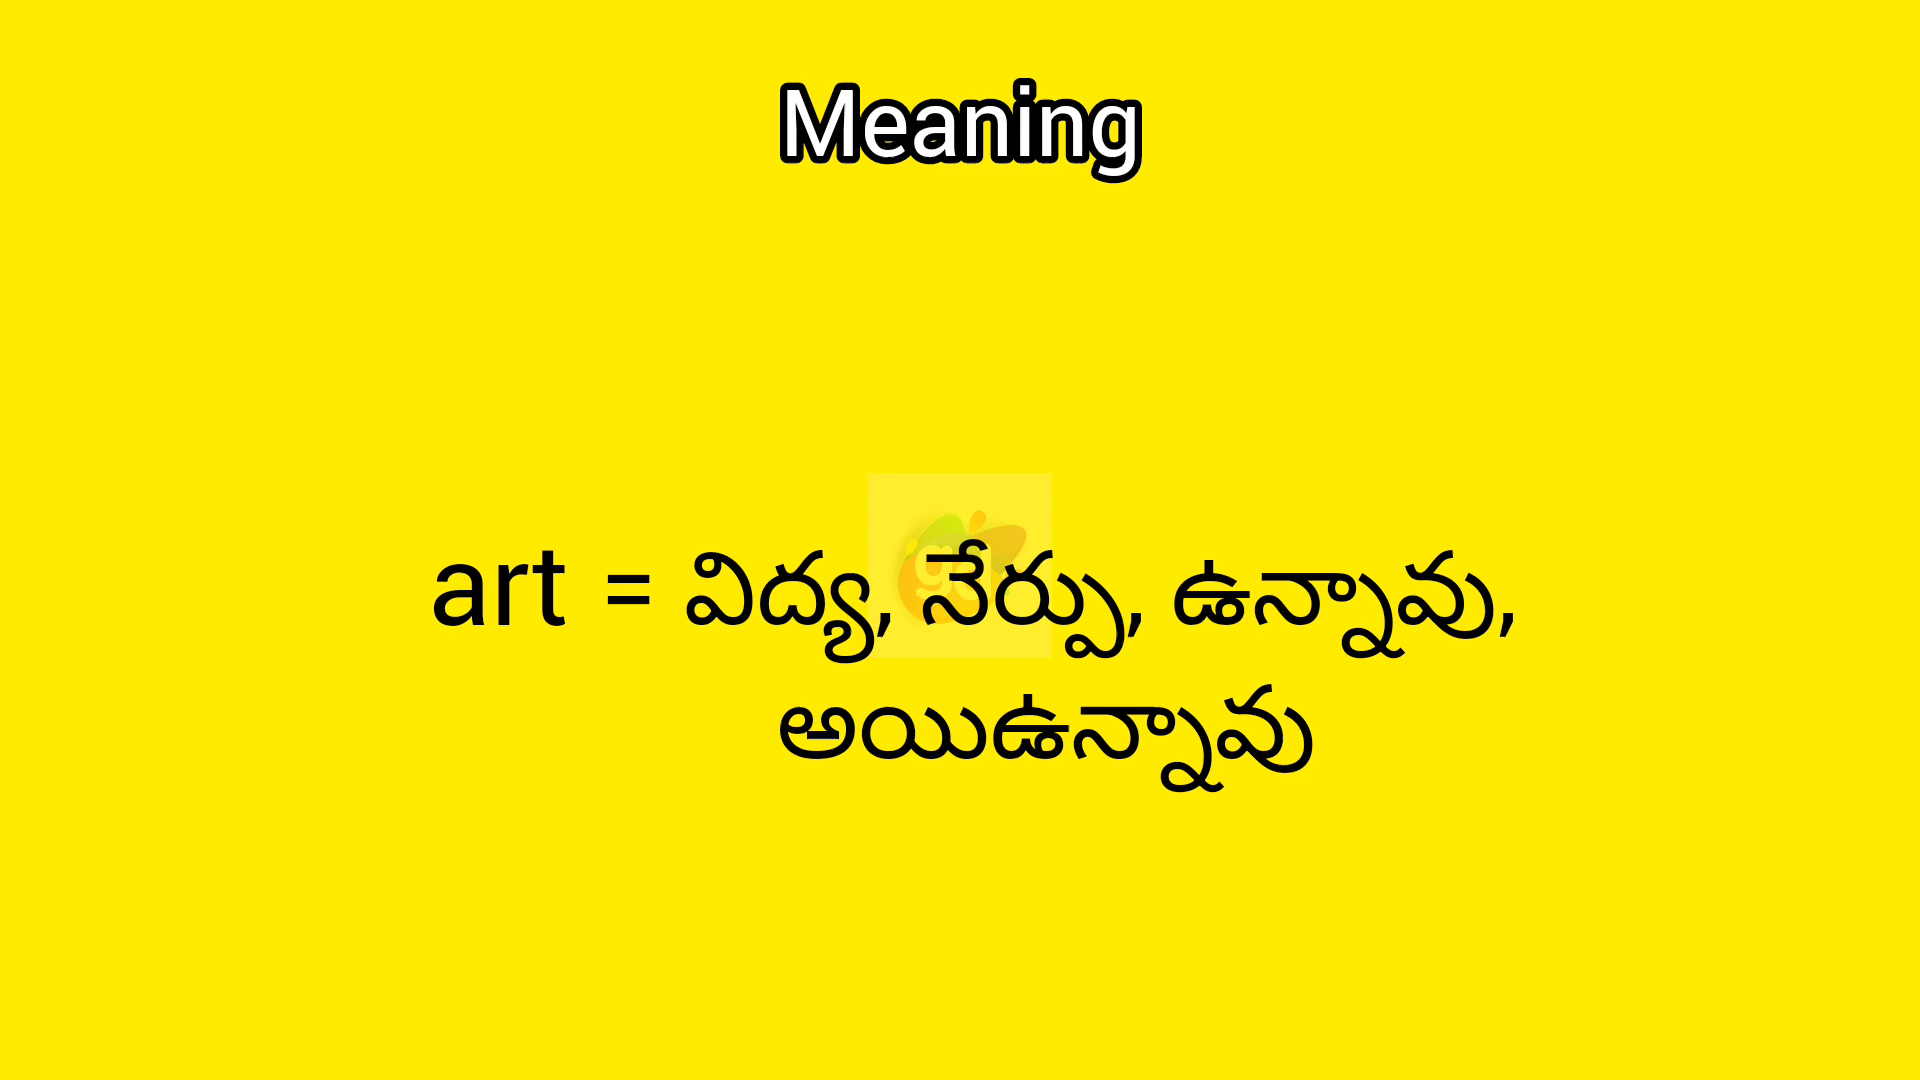 Meaning
art = విద్య, నేర్పు, ఉన్నావు,
అయిఉన్నావు